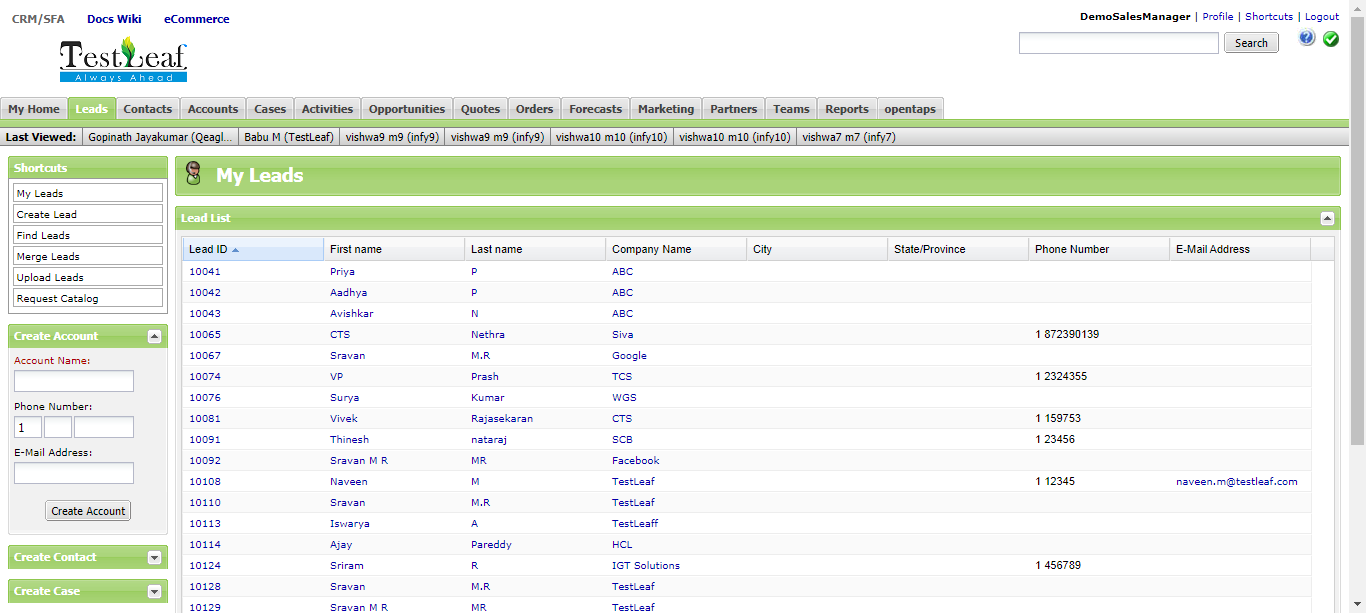 CRM/SFA Docs Wiki eCommerce
DemoSalesManager | Profile | Shortcuts | Logout
TestLeaf
Always Ahead
Search
?
My Home Leads Contacts Accounts Cases Activities Opportunities Quotes Orders Forecasts Marketing Partners Teams Reports opentaps
Last Viewed: Gopinath Jayakumar (Qeagl... Babu M (TestLeaf) vishwa9 m9 (infy9) vishwa9 m9 (infy9) vishwa10 m10 (infy10) vishwa10 m10 (infy10) vishwa7 m7 (infy7)
Shortcuts
My Leads
Create Lead
Find Leads
Merge Leads
Upload Leads
Request Catalog
Create Account
Account Name:
Phone Number:
1
E-Mail Address:
Create Account
Create Contact
Create Case
My Leads
Lead List
Lead ID First name Last name Company Name City State/Province Phone Number E-Mail Address
10041 Priya P ABC
10042 Aadhya P ABC
10043 Avishkar N ABC
10065 CTS Nethra Siva 1 872390139
10067 Sravan M.R Google
10074 VP Prash TCS 1 2324355
10076 Surya Kumar WGS
10081 Vivek Rajasekaran CTS 1 159753
10091 Thinesh nataraj SCB 1 23456
10092 Sravan M R MR Facebook
10108 Naveen M TestLeaf 1 12345 naveen.m@testleaf.com
10110 Sravan M.R TestLeaf
10113 Iswarya A TestLeaff
10114 Ajay Pareddy HCL
10124 Sriram R IGT Solutions 1 456789
10128 Sravan M.R TestLeaf
10129 Sravan M R MR TestLeaf